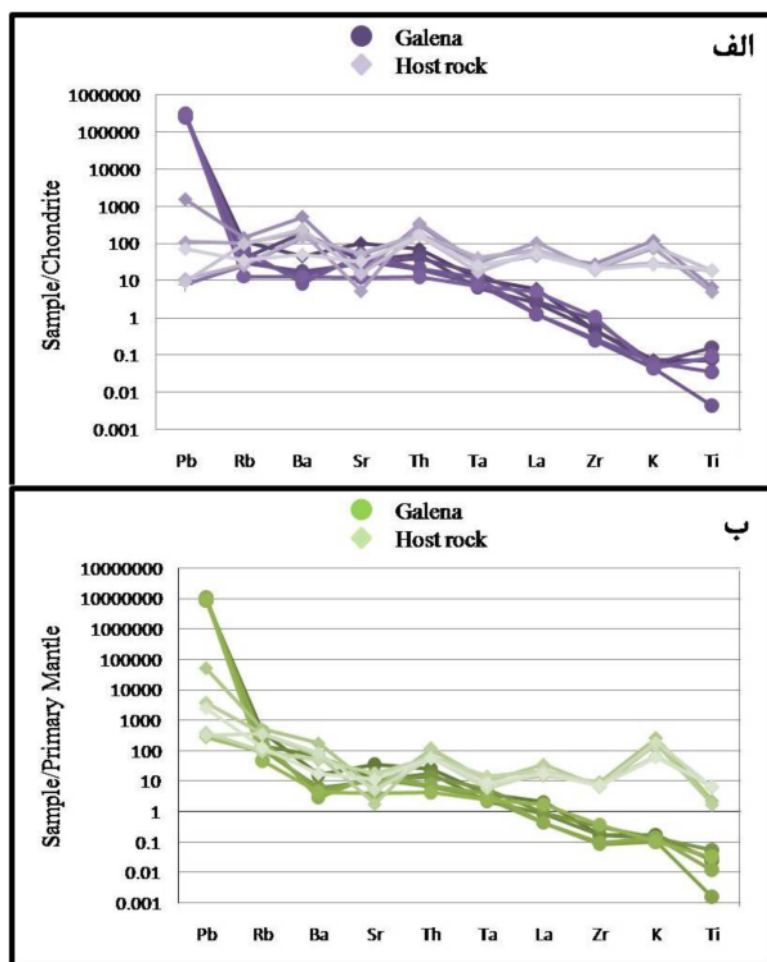 الف
Galena
Host rock
1000000
100000
10000
1000
100
10
1
0.1
0.01
0.001
Sample/Chondrite
Pb Rb Ba Sr Th Ta La Zr K Ti
ب
Galena
Host rock
10000000
10000000
1000000
100000
10000
1000
100
10
1
0.1
0.01
0.001
Sample/Primary Mantle
Pb Rb Ba Sr Th Ta La Zr K Ti